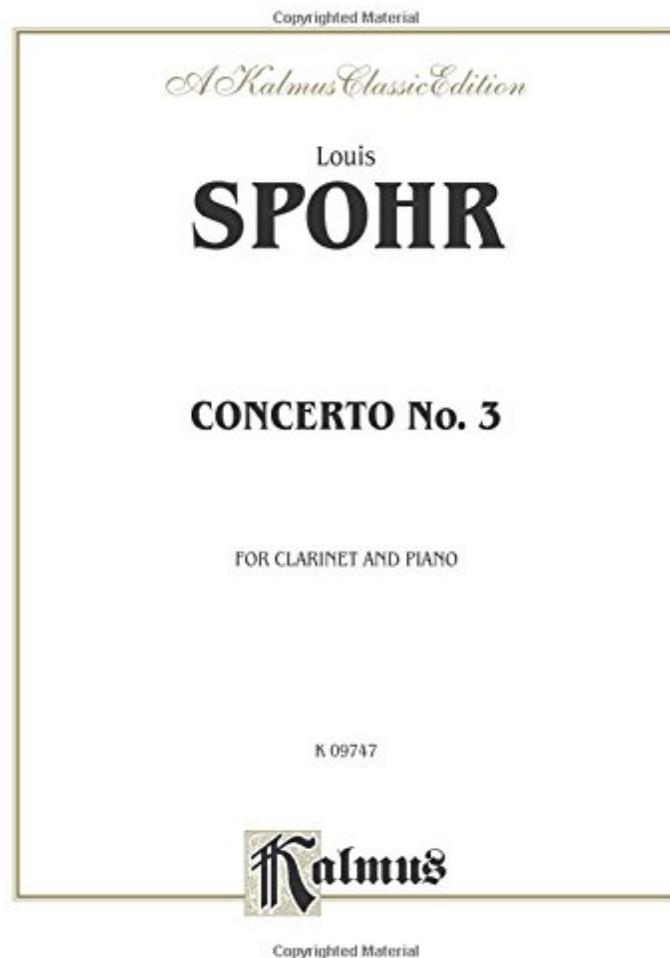 Copyrighted Material
A Kalmus Classic Edition
Louis
SPOHR
CONCERTO No. 3
FOR CLARINET AND PIANO
K 09747
Kalmus
Copyrighted Material